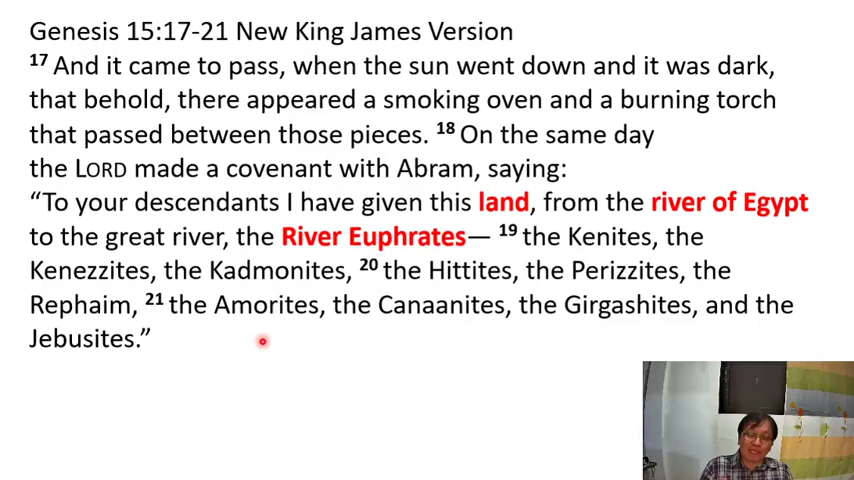 Genesis 15:17-21 New King James Version
17 And it came to pass, when the sun went down and it was dark,
that behold, there appeared a smoking oven and a burning torch
that passed between those pieces. 18 On the same day
the LORD made a covenant with Abram, saying:
“To your descendants I have given this land, from the river of Egypt
to the great river, the River Euphrates— 19 the Kenites, the
Kenezzites, the Kadmonites, 20 the Hittites, the Perizzites, the
Rephaim, 21 the Amorites, the Canaanites, the Girgashites, and the
Jebusites.”